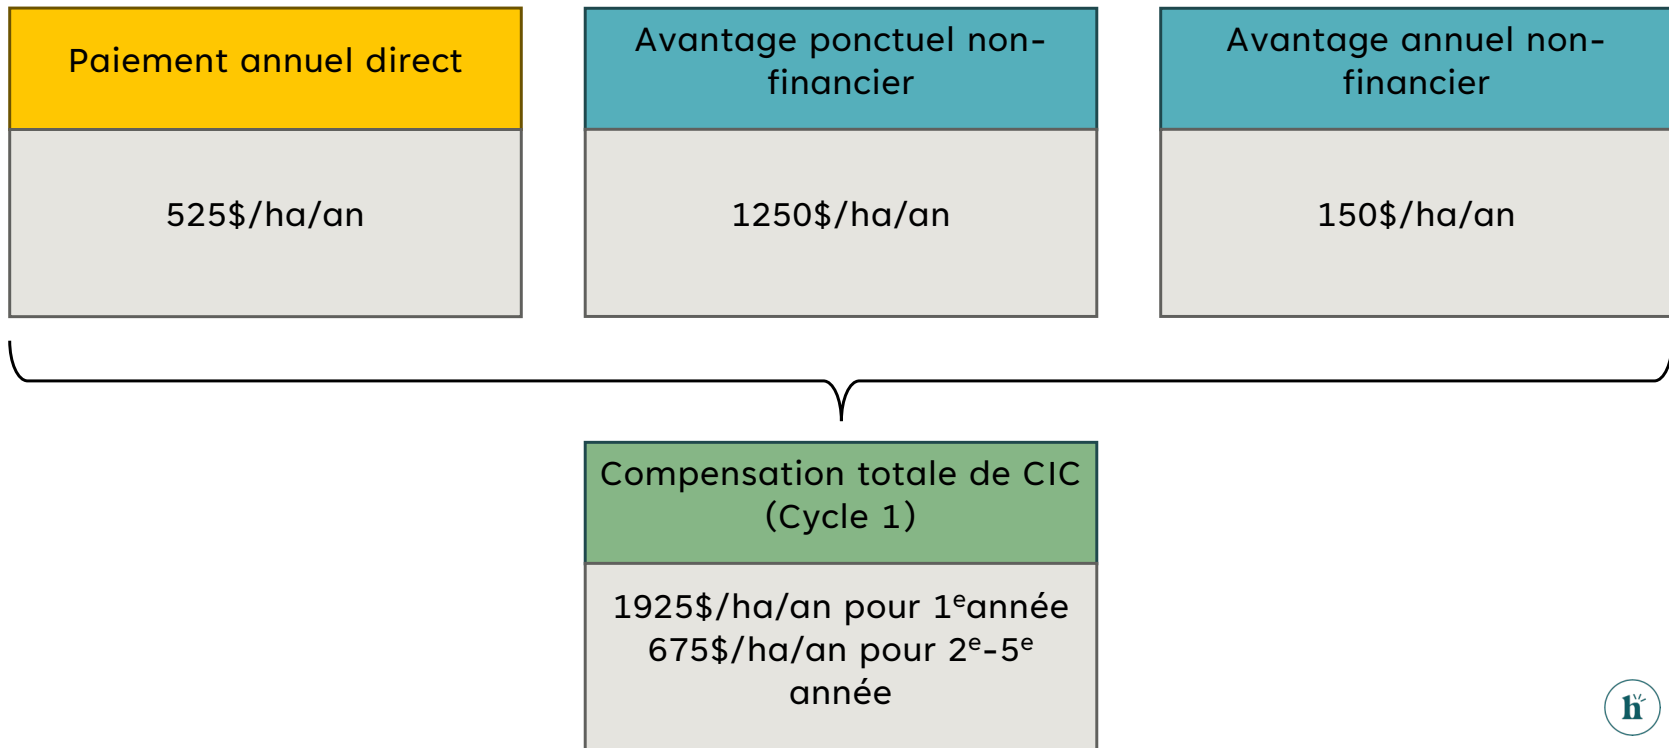 Paiement annuel direct
Avantage ponctuel non-
financier
Avantage annuel non-
financier
525$/ha/an
1250$/ha/an
150$/ha/an
Compensation totale de CIC
(Cycle 1)
1925$/ha/an pour 1ᵉannée
675$/ha/an pour 2ᵉ-5ᵉ
année
h